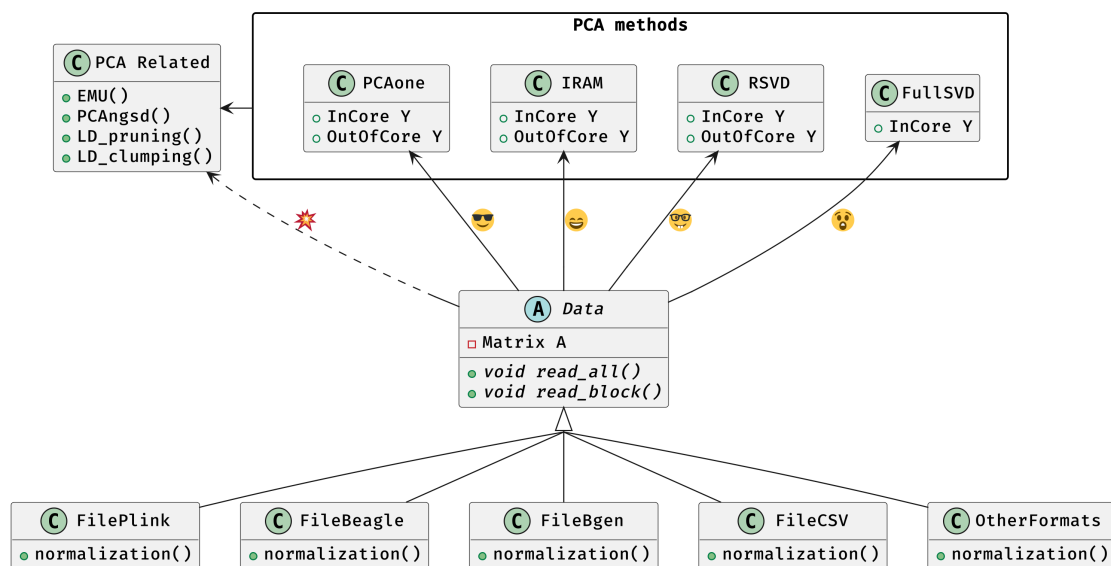 PCA methods
C PCA Related
EMU()
PCAngsd()
LD_pruning()
LD_clumping()
C PCAone
InCore Y
OutOfCore Y
C IRAM
InCore Y
OutOfCore Y
C RSVD
InCore Y
OutOfCore Y
C FullSVD
InCore Y
A Data
Matrix A
void read_all()
void read_block()
C FilePlink
normalization()
C FileBeagle
normalization()
C FileBgen
normalization()
C FileCSV
normalization()
C OtherFormats
normalization()